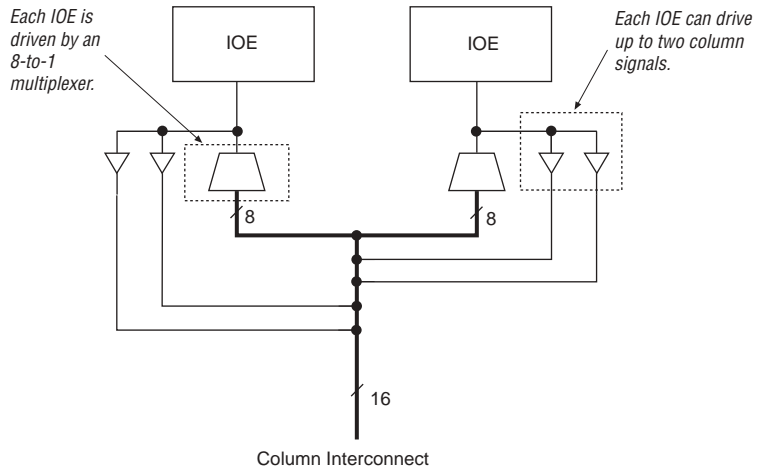 Each IOE is
driven by an
8-to-1
multiplexer.
IOE
IOE
Each IOE can drive
up to two column
signals.
8
8
16
Column Interconnect